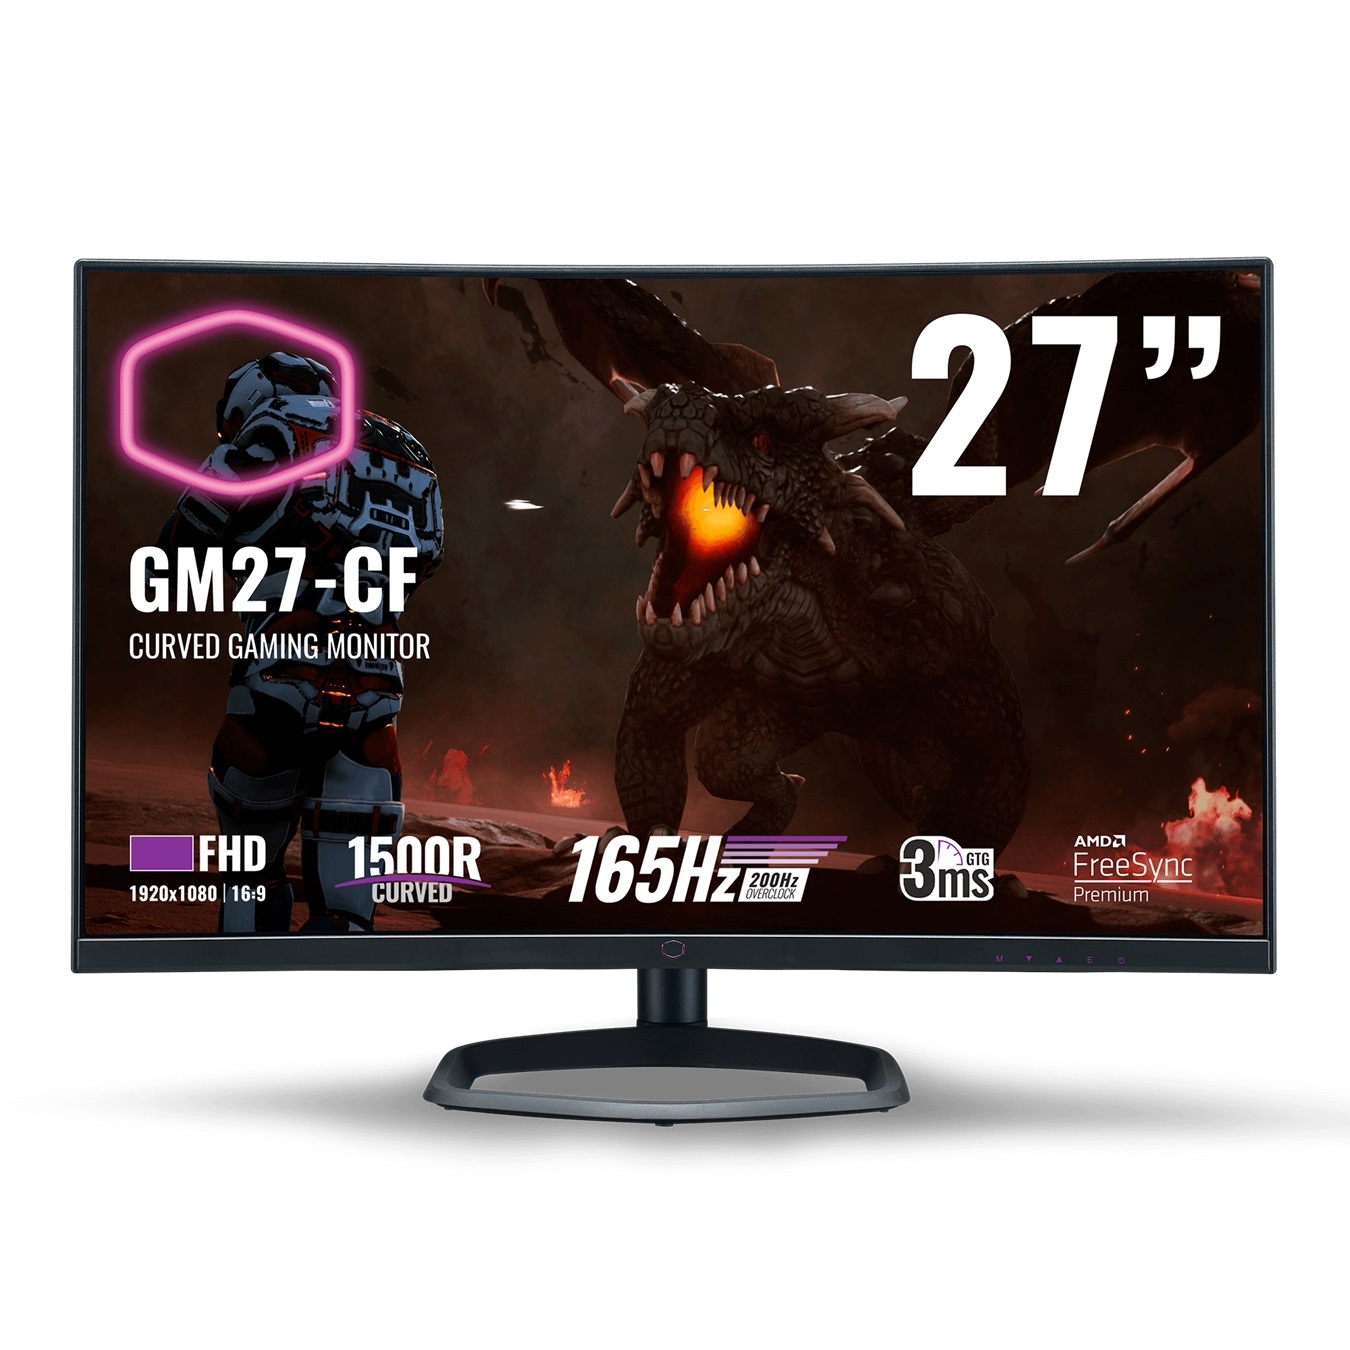 27”
GM27-CF
CURVED GAMING MONITOR
FHD
1920x1080 | 16:9
1500R
CURVED
165Hz
200Hz
OVERCLOCK
3ms
GTG
AMD
FreeSync
Premium
M ▼ ▲ E